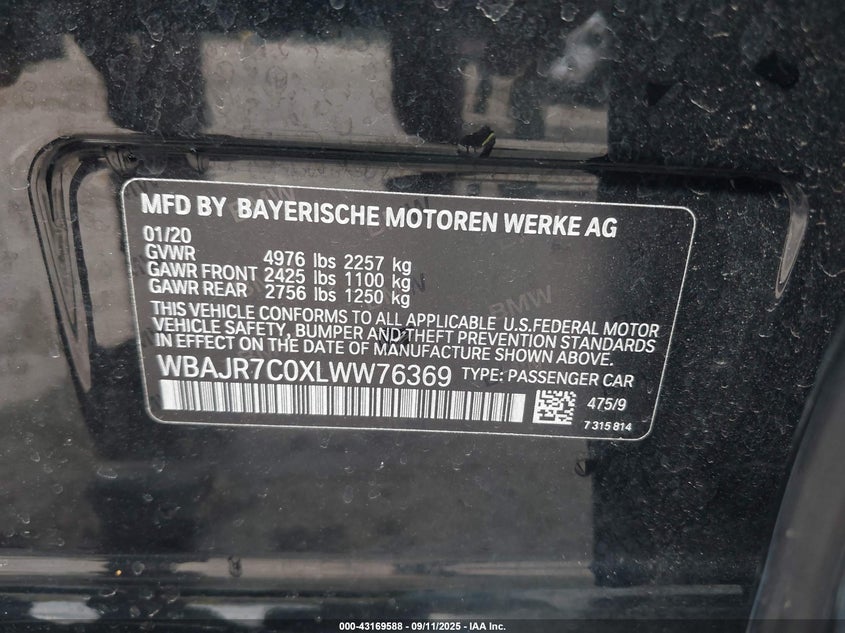 MFD BY BAYERISCHE MOTOREN WERKE AG
01/20
GVWR 4976 lbs 2257 kg
GAWR FRONT 2425 lbs 1100 kg
GAWR REAR 2756 lbs 1250 kg
THIS VEHICLE CONFORMS TO ALL APPLICABLE U.S.FEDERAL MOTOR
VEHICLE SAFETY, BUMPER AND THEFT PREVENTION STANDARDS
IN EFFECT ON THE DATE OF MANUFACTURE SHOWN ABOVE.
WBAJR7C0XLWW76369 TYPE: PASSENGER CAR
475/9
7 315 814
BMW
000-43169588 - 09/11/2025 - IAA Inc.